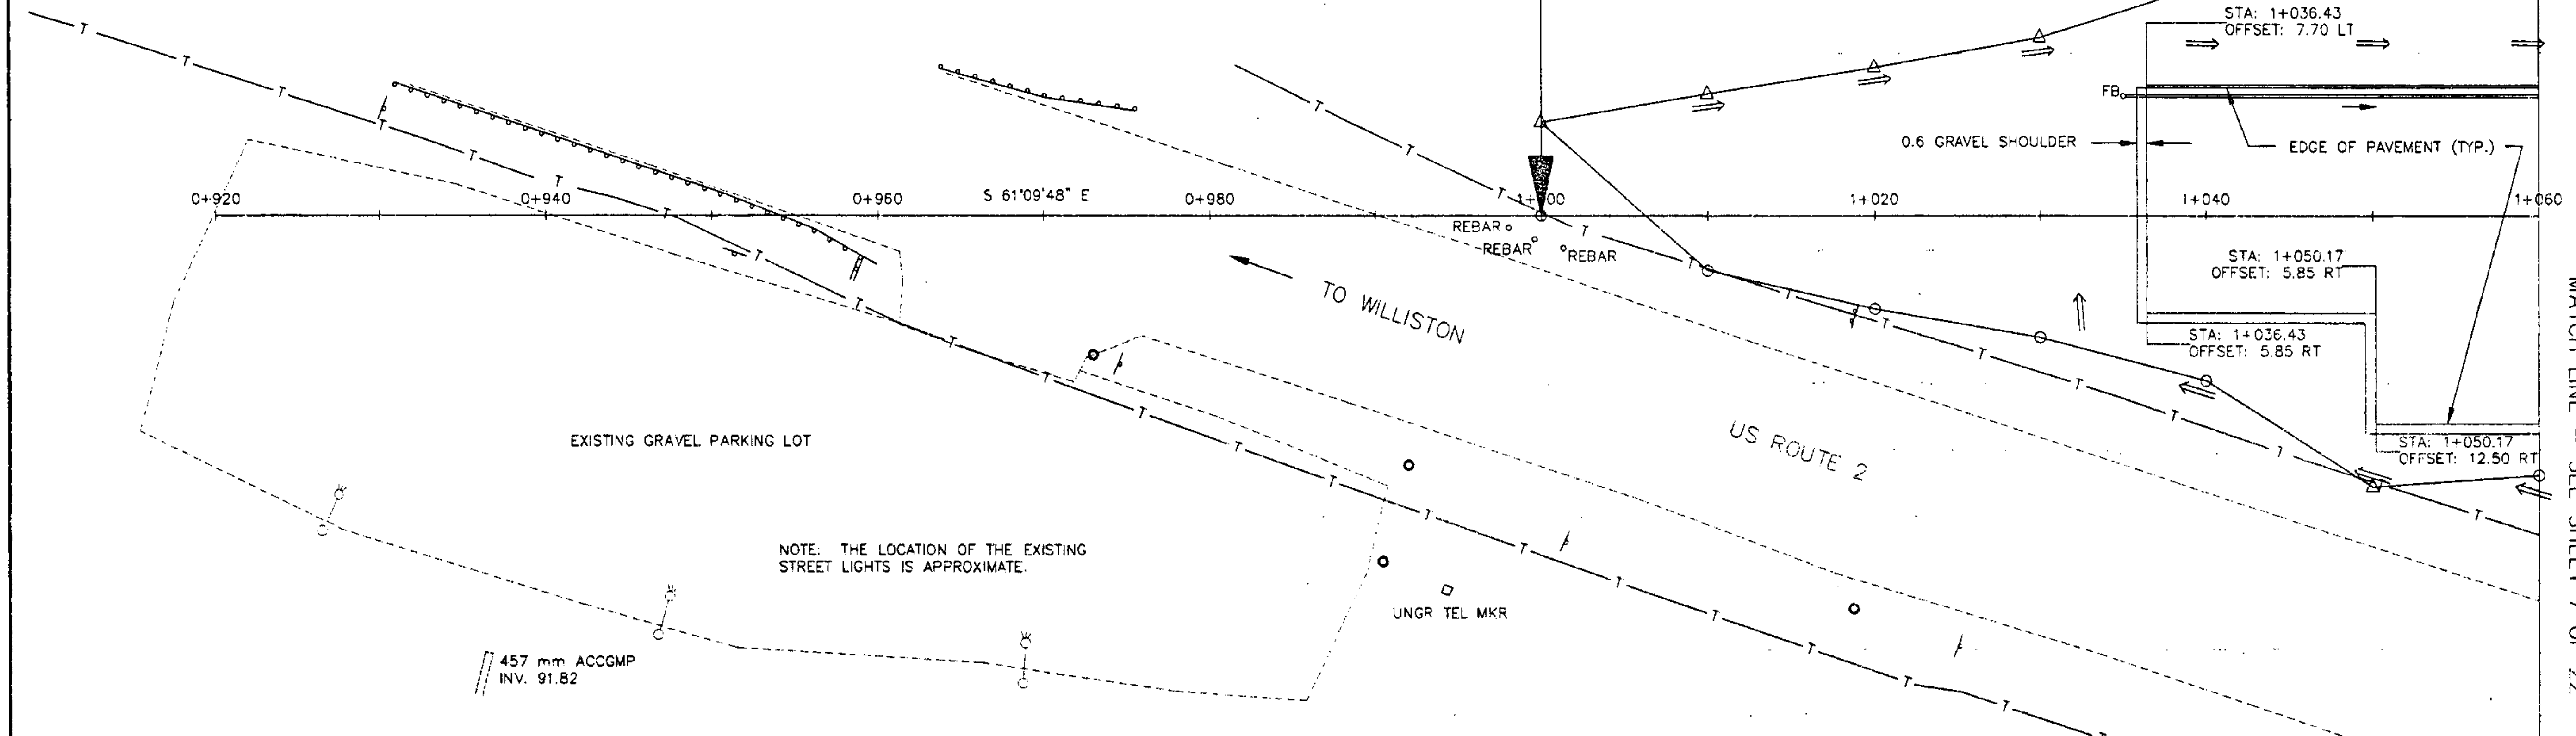 STA: 1+036.43
OFFSET: 7.70 LT
FB
0.6 GRAVEL SHOULDER
EDGE OF PAVEMENT (TYP.)
0+920
0+940
0+960
S 61°09'48" E
0+980
1+020
1+040
1+060
REBAR
REBAR
REBAR
STA: 1+050.17
OFFSET: 5.85 RT
TO WILLISTON
STA: 1+036.43
OFFSET: 5.85 RT
EXISTING GRAVEL PARKING LOT
US ROUTE 2
STA: 1+050.17
OFFSET: 12.50 RT
NOTE: THE LOCATION OF THE EXISTING
STREET LIGHTS IS APPROXIMATE.
UNGR TEL MKR
457 mm ACCGMP
INV. 91.82
T T T T T T T T T T T T T T T T T T T T T T T T
T T T T T T T T T T T T T